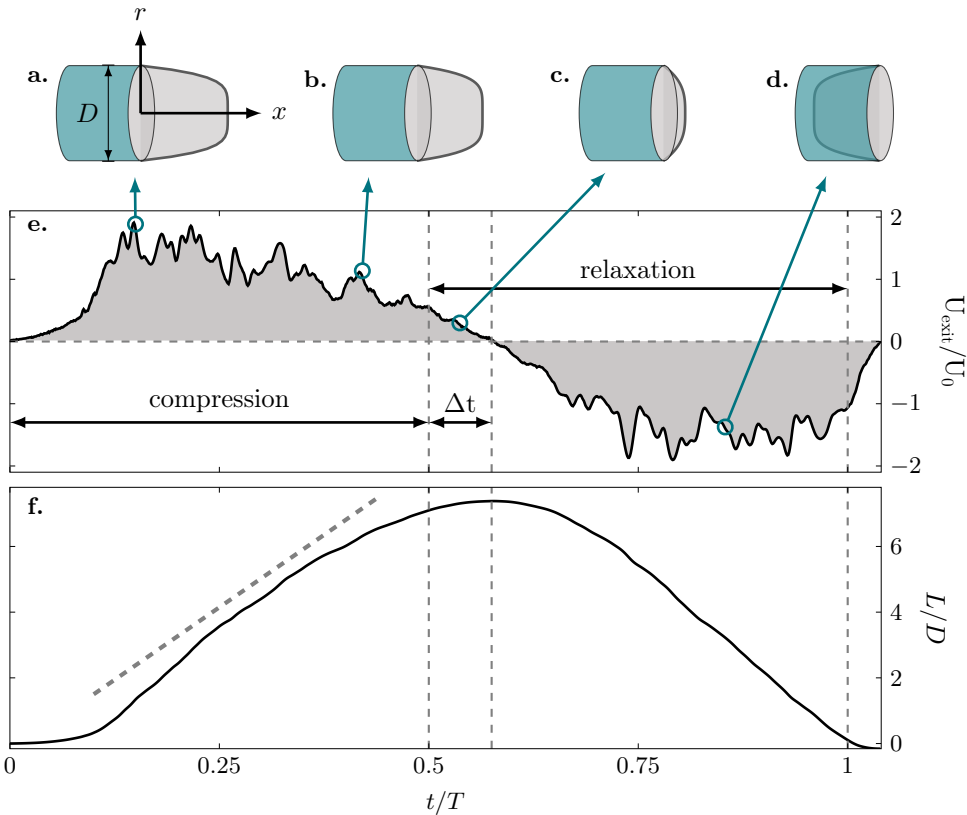 r
a.
b.
c.
d.
D
x
e.
2
relaxation
1
0
U_exit/U_0
compression
Δt
−1
−2
f.
6
4
L/D
2
0
0 0.25 0.5 0.75 1
t/T